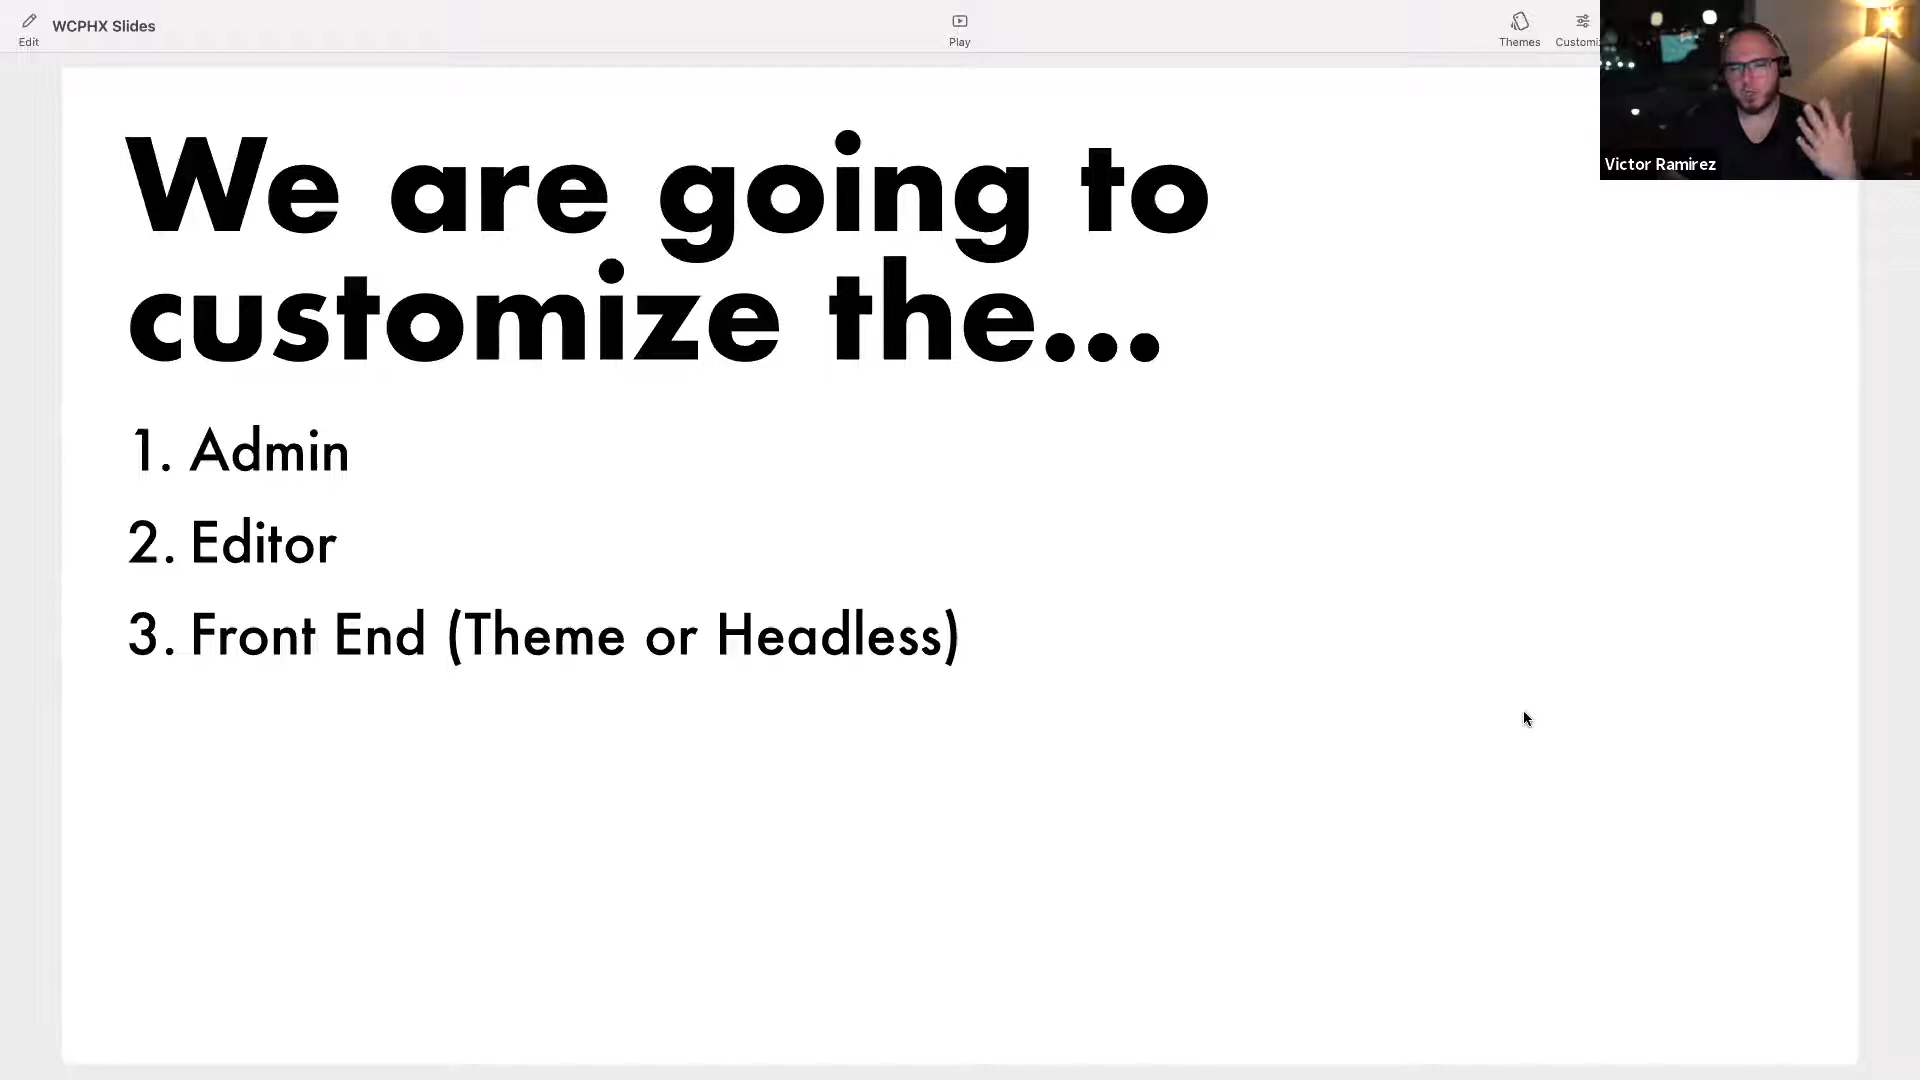 WCPHX Slides
Edit
Play
Themes
Customi
Victor Ramirez
We are going to
customize the...
1. Admin
2. Editor
3. Front End (Theme or Headless)